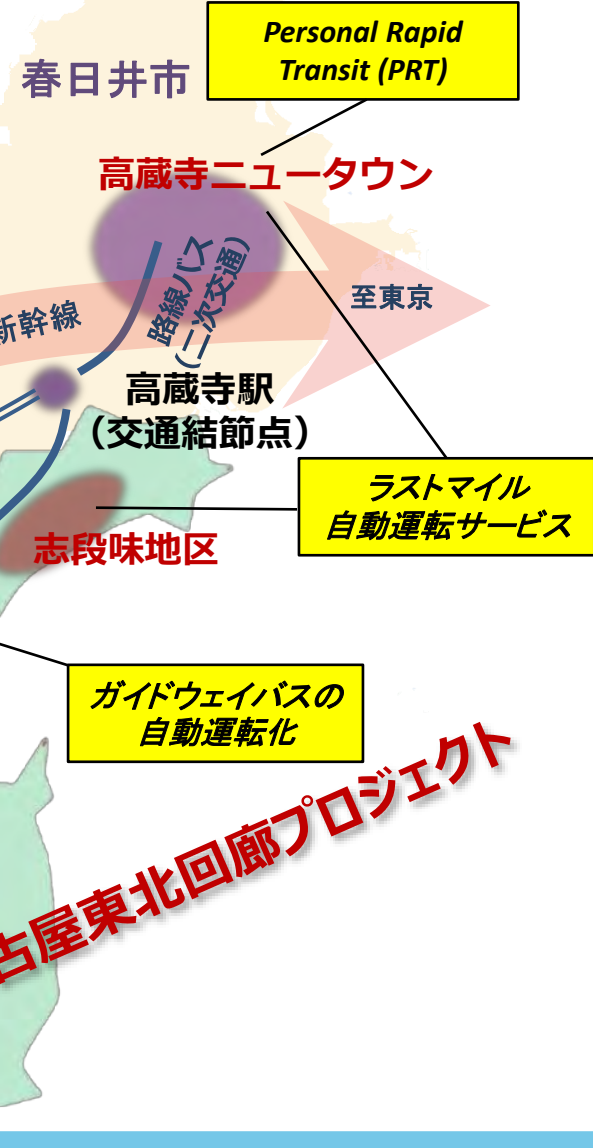 Personal Rapid
Transit (PRT)
春日井市
高蔵寺ニュータウン
路線バス
(二次交通)
新幹線
至東京
高蔵寺駅
（交通結節点）
ラストマイル
自動運転サービス
志段味地区
ガイドウェイバスの
自動運転化
古屋東北回廊プロジェクト